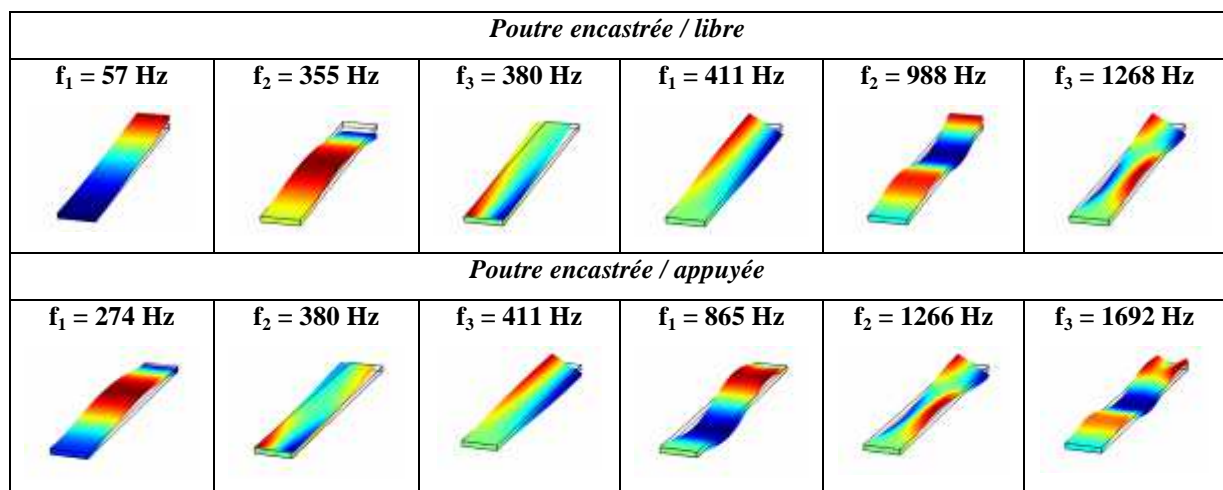 Poutre encastrée / libre
f1 = 57 Hz f2 = 355 Hz f3 = 380 Hz f1 = 411 Hz f2 = 988 Hz f3 = 1268 Hz
Poutre encastrée / appuyée
f1 = 274 Hz f2 = 380 Hz f3 = 411 Hz f1 = 865 Hz f2 = 1266 Hz f3 = 1692 Hz